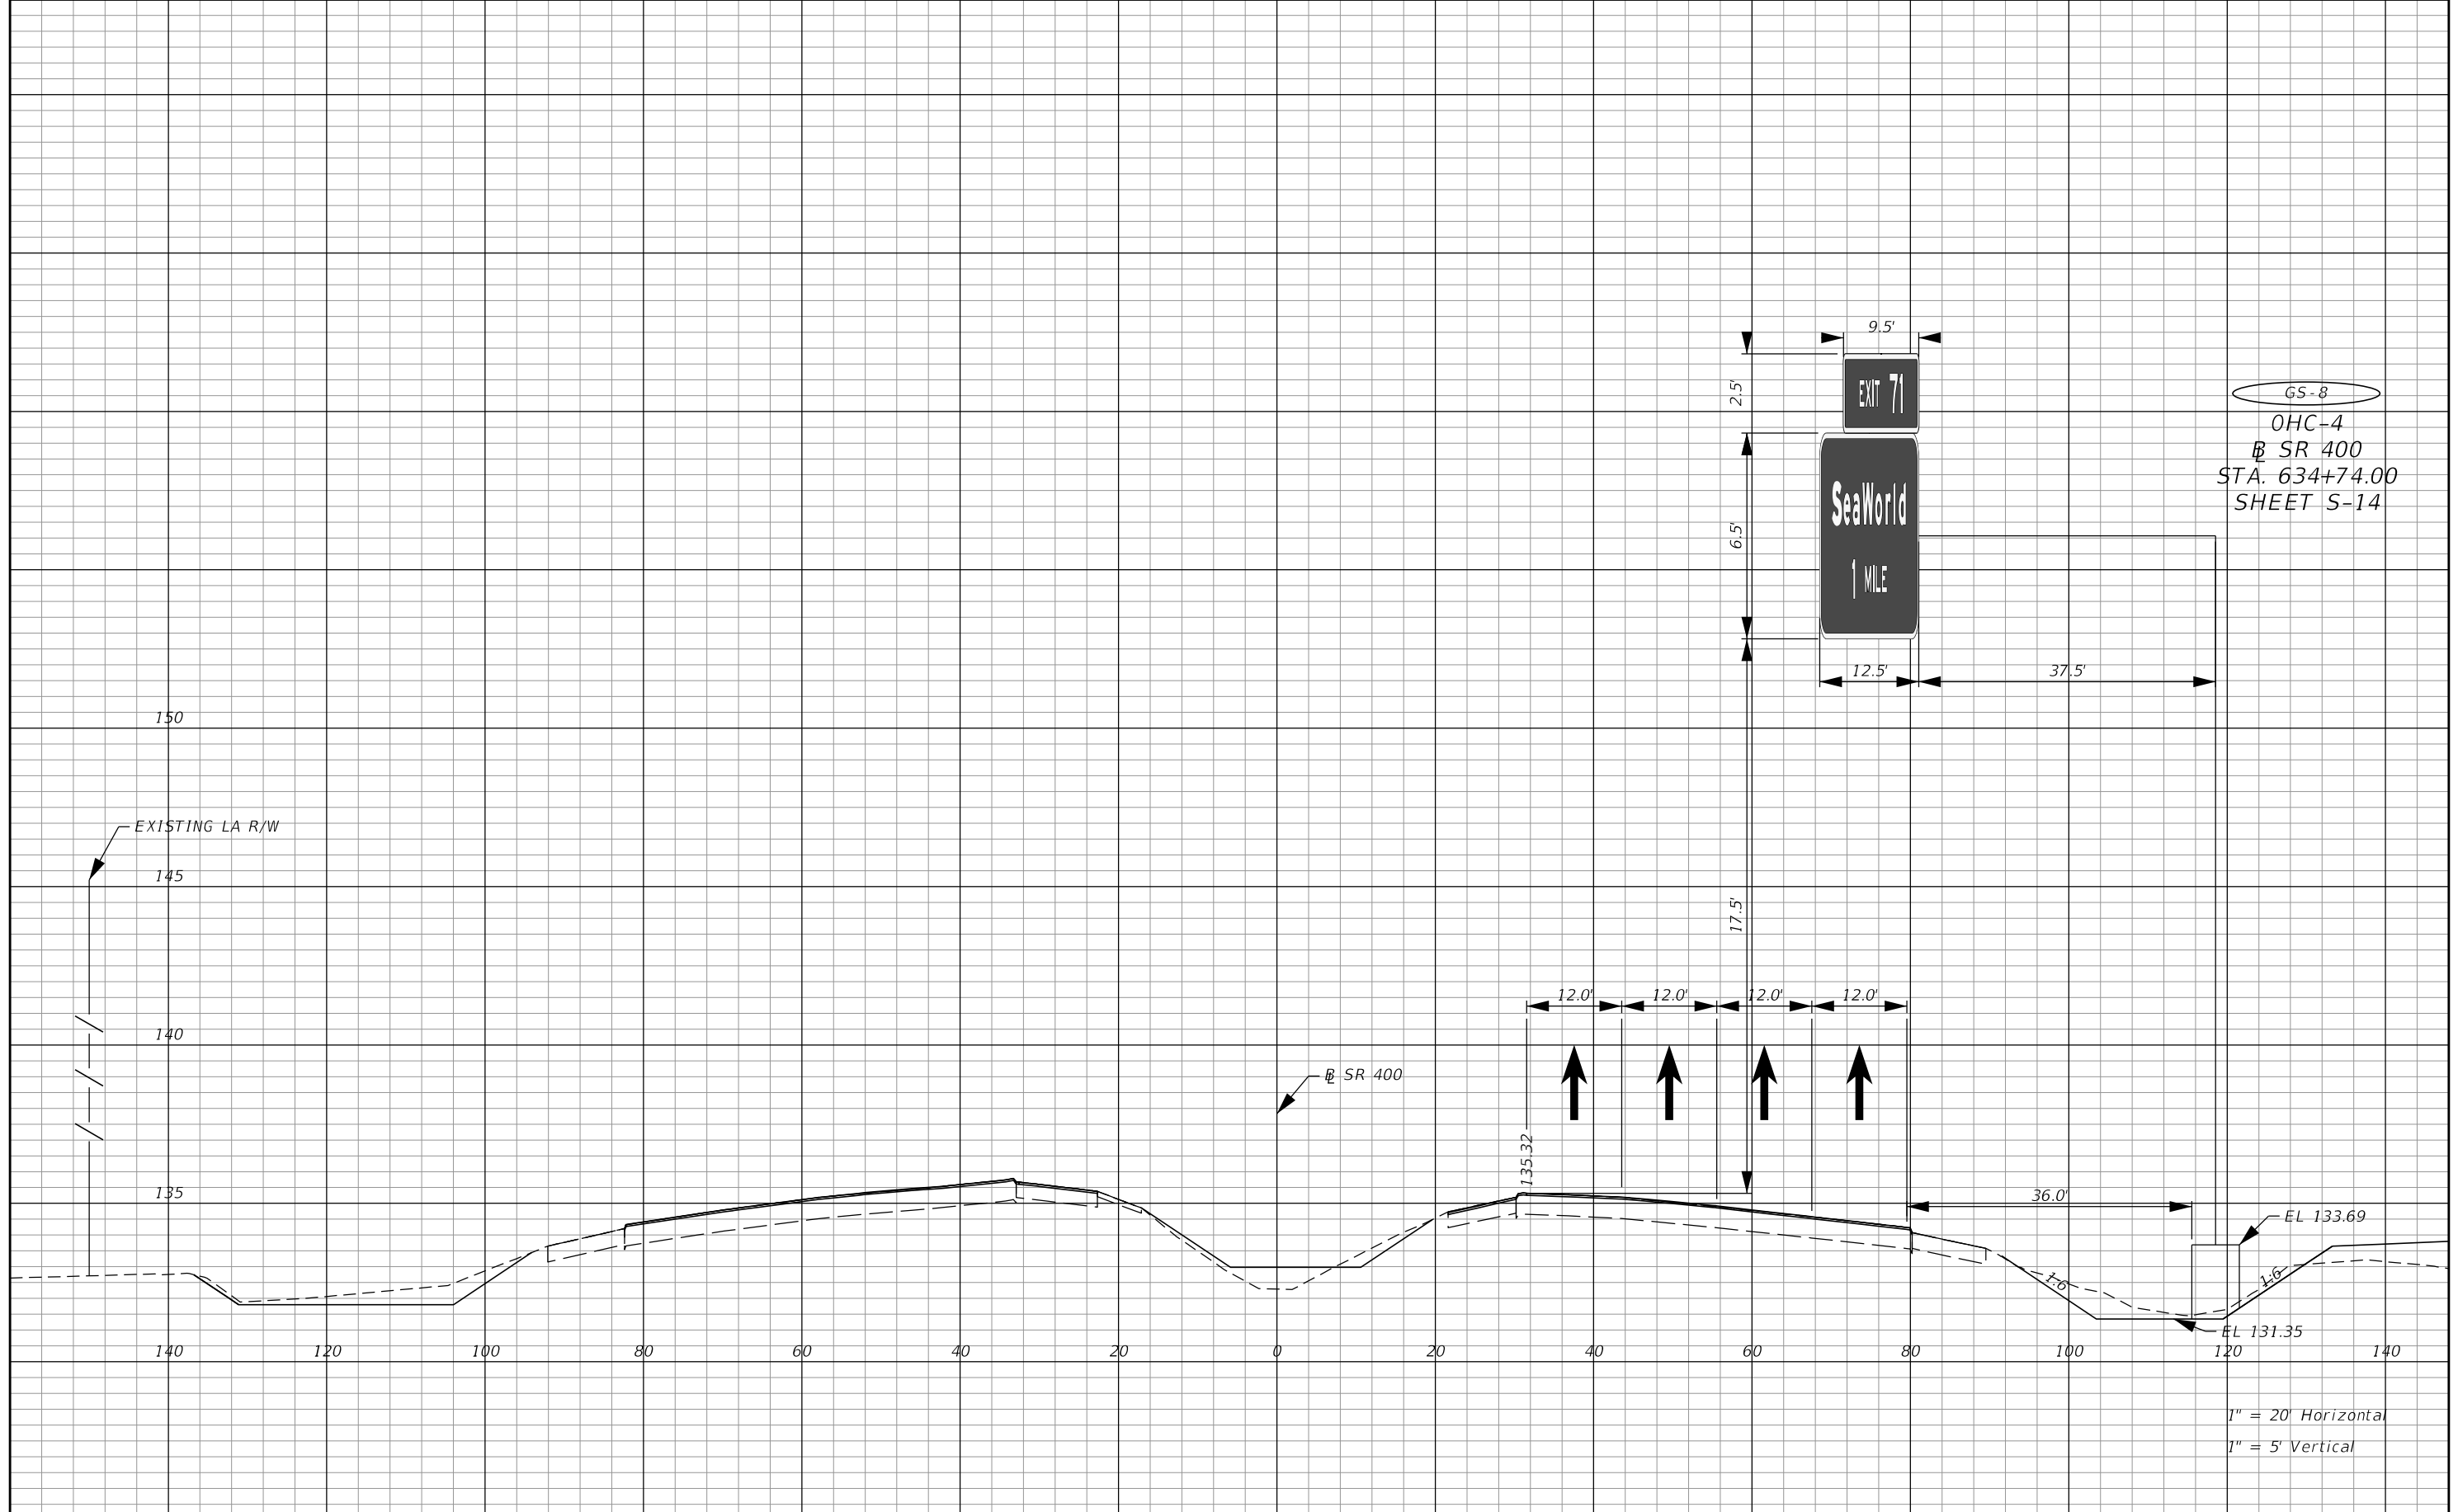 9.5'
2.5'
EXIT 71
GS-8
OHC-4
BL SR 400
STA. 634+74.00
SHEET S-14
SeaWorld
6.5'
1 MILE
12.5'
37.5'
150
EXISTING LA R/W
145
17.5'
12.0' 12.0' 12.0' 12.0'
140
BL SR 400
135.32
135
36.0'
EL 133.69
1:6
1:6
EL 131.35
140 120 100 80 60 40 20 0 20 40 60 80 100 120 140
1" = 20' Horizontal
1" = 5' Vertical